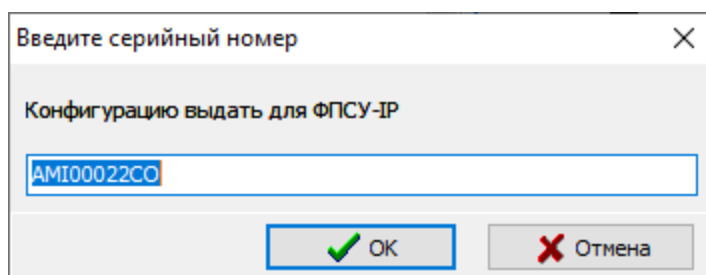 Введите серийный номер
Конфигурацию выдать для ФПСУ-IP
AMI00022CO
OK
Отмена